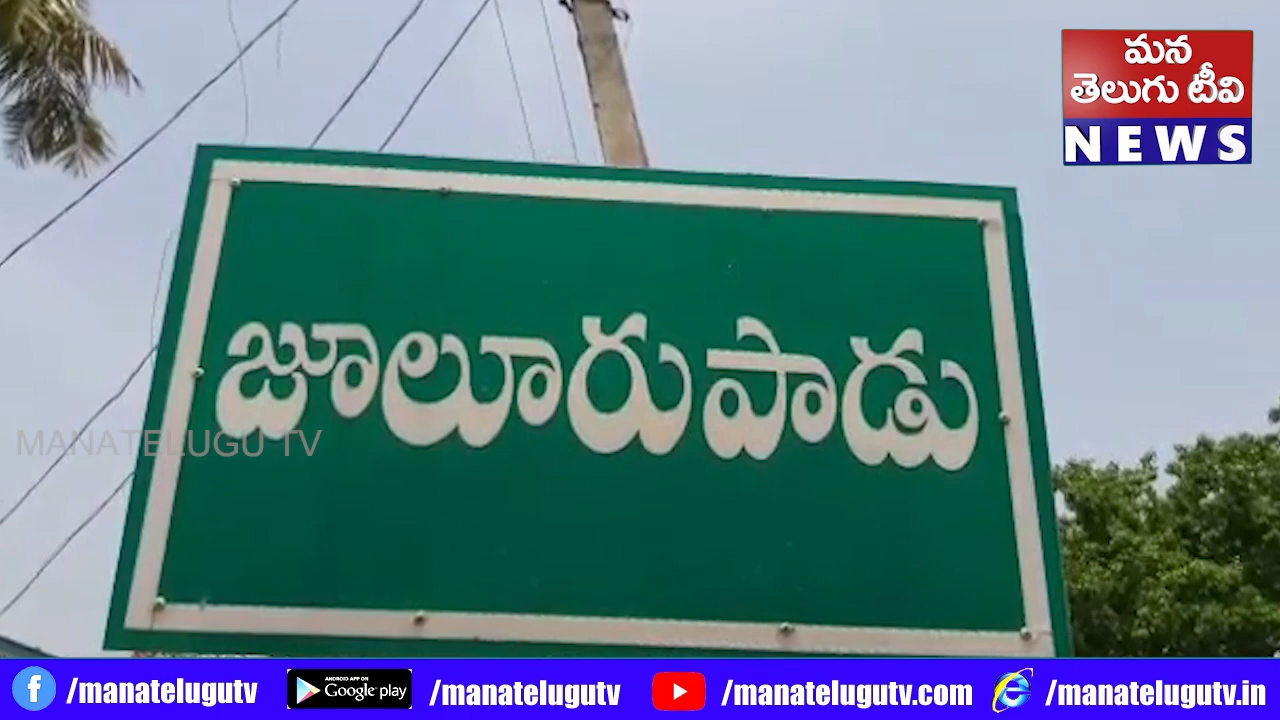 మన
తెలుగు టీవి
NEWS
జూలూరుపాడు
MANATELUGU TV
/manatelugutv
ANDROID APP ON
Google play
/manatelugutv
/manatelugutv.com
/manatelugutv.in